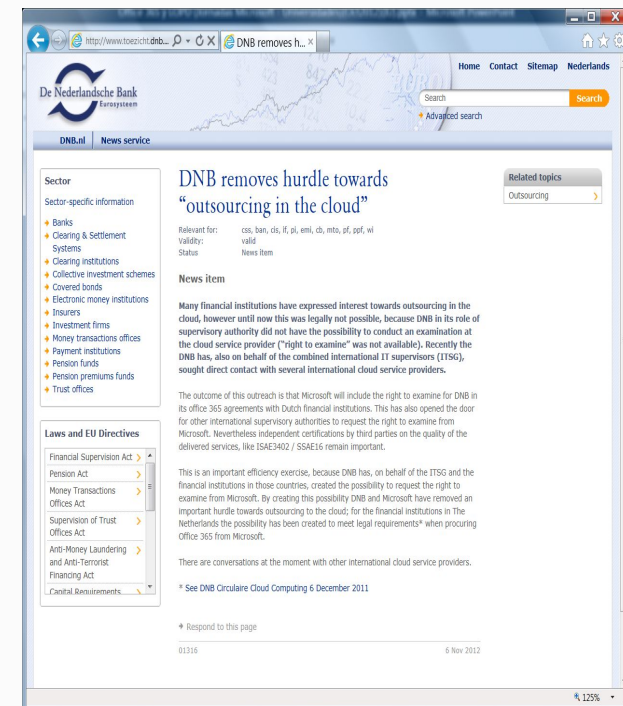 http://www.toezicht.dnb...
DNB removes h...
Home Contact Sitemap Nederlands
De Nederlandsche Bank
Eurosysteem
Search
Search
Advanced search
DNB.nl News service
Sector
Sector-specific information
Banks
Clearing & Settlement
Systems
Clearing institutions
Collective investment schemes
Covered bonds
Electronic money institutions
Insurers
Investment firms
Money transactions offices
Payment institutions
Pension funds
Pension premiums funds
Trust offices
Laws and EU Directives
Financial Supervision Act
Pension Act
Money Transactions
Offices Act
Supervision of Trust
Offices Act
Anti-Money Laundering
and Anti-Terrorist
Financing Act
Capital Requirements
DNB removes hurdle towards
“outsourcing in the cloud”
Relevant for: css, ban, cis, if, pi, emi, cb, mto, pf, ppf, wi
Validity: valid
Status News item
News item
Many financial institutions have expressed interest towards outsourcing in the
cloud, however until now this was legally not possible, because DNB in its role of
supervisory authority did not have the possibility to conduct an examination at
the cloud service provider ("right to examine" was not available). Recently the
DNB has, also on behalf of the combined international IT supervisors (ITSG),
sought direct contact with several international cloud service providers.
The outcome of this outreach is that Microsoft will include the right to examine for DNB in
its office 365 agreements with Dutch financial institutions. This has also opened the door
for other international supervisory authorities to request the right to examine from
Microsoft. Nevertheless independent certifications by third parties on the quality of the
delivered services, like ISAE3402 / SSAE16 remain important.
This is an important efficiency exercise, because DNB has, on behalf of the ITSG and the
financial institutions in those countries, created the possibility to request the right to
examine from Microsoft. By creating this possibility DNB and Microsoft have removed an
important hurdle towards outsourcing to the cloud; for the financial institutions in The
Netherlands the possibility has been created to meet legal requirements* when procuring
Office 365 from Microsoft.
There are conversations at the moment with other international cloud service providers.
* See DNB Circulaire Cloud Computing 6 December 2011
Respond to this page
01316 6 Nov 2012
Related topics
Outsourcing
125%